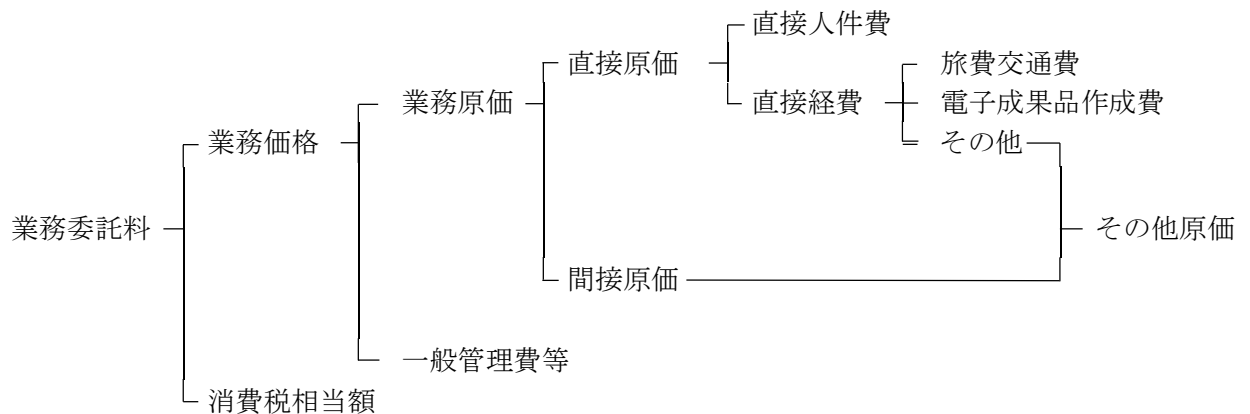 直接人件費
直接原価
旅費交通費
業務原価
直接経費
電子成果品作成費
業務価格
その他
業務委託料
その他原価
間接原価
一般管理費等
消費税相当額